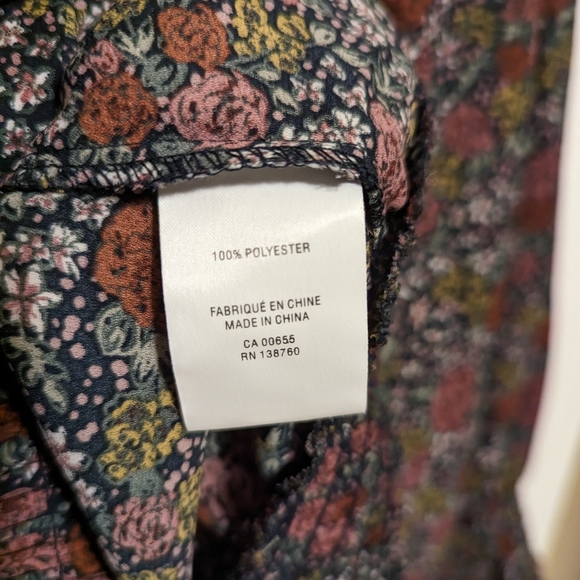 100% POLYESTER
FABRIQUÉ EN CHINE
MADE IN CHINA
CA 00655
RN 138760